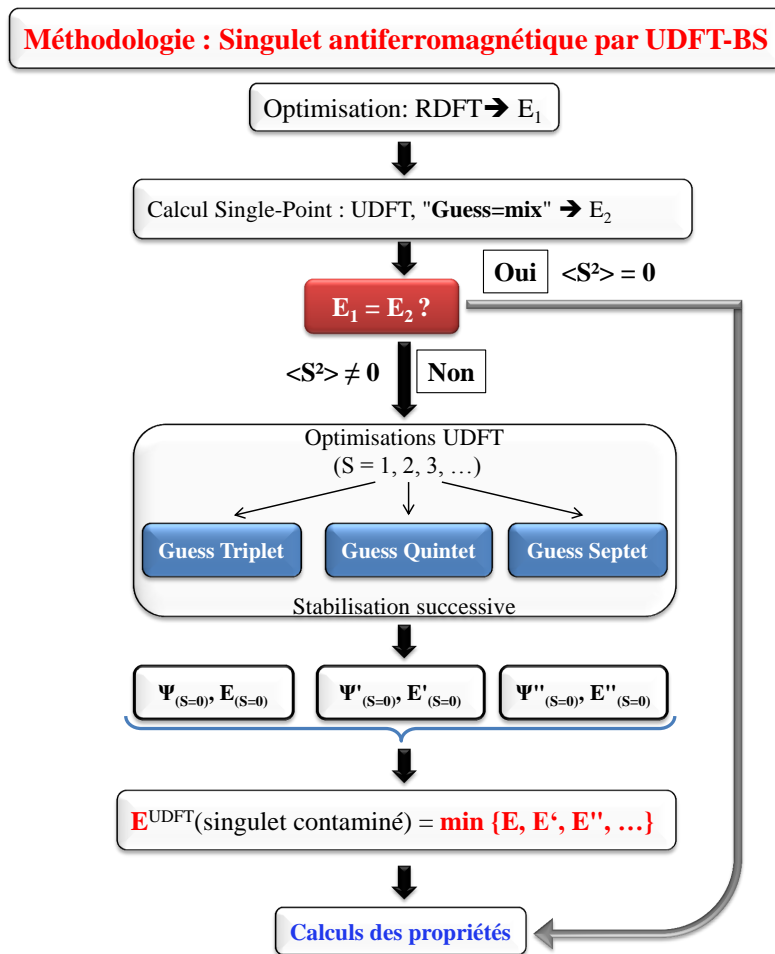 Méthodologie : Singulet antiferromagnétique par UDFT-BS
Optimisation: RDFT🡺 E₁
Calcul Single-Point : UDFT, "Guess=mix" 🡺 E₂
Oui <S²> = 0
E₁ = E₂ ?
<S²> ≠ 0 Non
Optimisations UDFT
(S = 1, 2, 3, …)
Guess Triplet Guess Quintet Guess Septet
Stabilisation successive
Ψ₍S=0₎, E₍S=0₎ Ψ'₍S=0₎, E'₍S=0₎ Ψ''₍S=0₎, E''₍S=0₎
Eᵁᴰᶠᵀ(singulet contaminé) = min {E, E‘, E'', …}
Calculs des propriétés